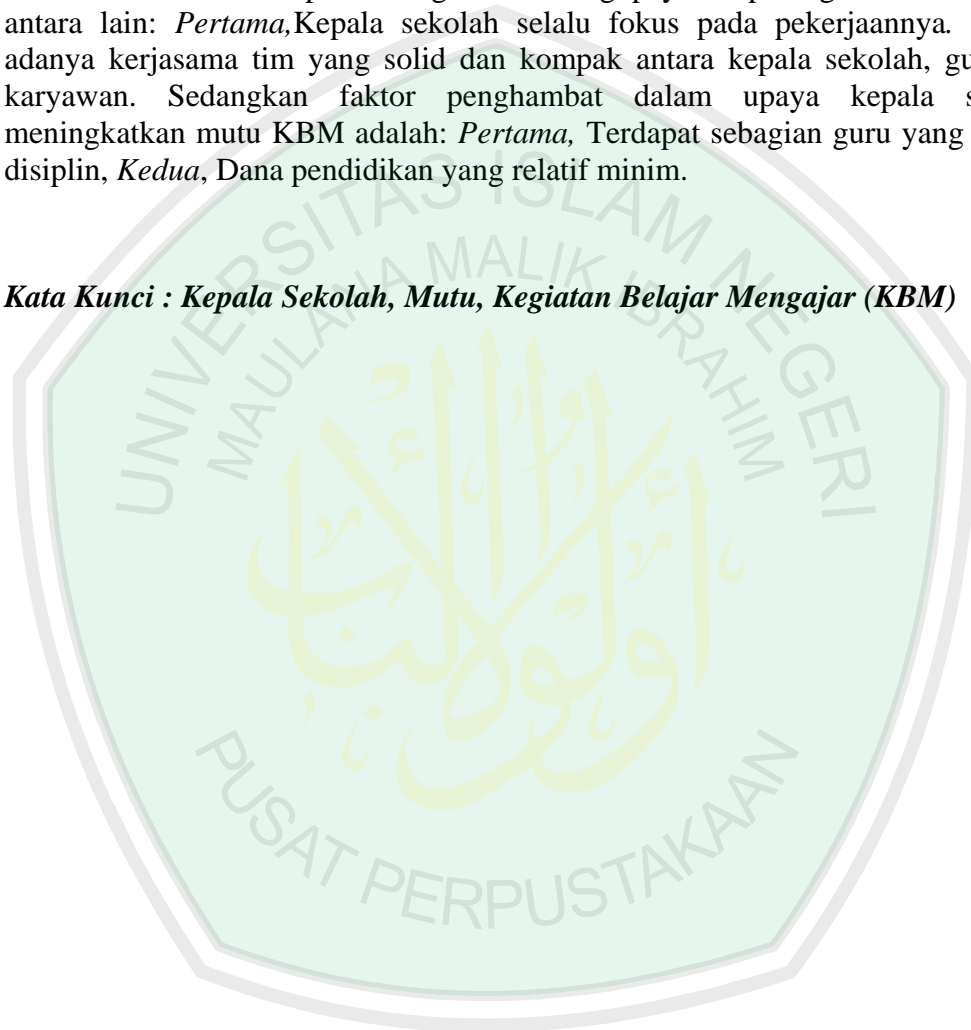 antara lain: Pertama,Kepala sekolah selalu fokus pada pekerjaannya.
adanya kerjasama tim yang solid dan kompak antara kepala sekolah,
karyawan. Sedangkan faktor penghambat dalam upaya kepala
meningkatkan mutu KBM adalah: Pertama, Terdapat sebagian guru yang
disiplin, Kedua, Dana pendidikan yang relatif minim.
Kata Kunci : Kepala Sekolah, Mutu, Kegiatan Belajar Mengajar (KBM)
UNIVERSITAS ISLAM NEGERI
MAULANA MALIK IBRAHIM
أولو الألباب
PUSAT PERPUSTAKAAN